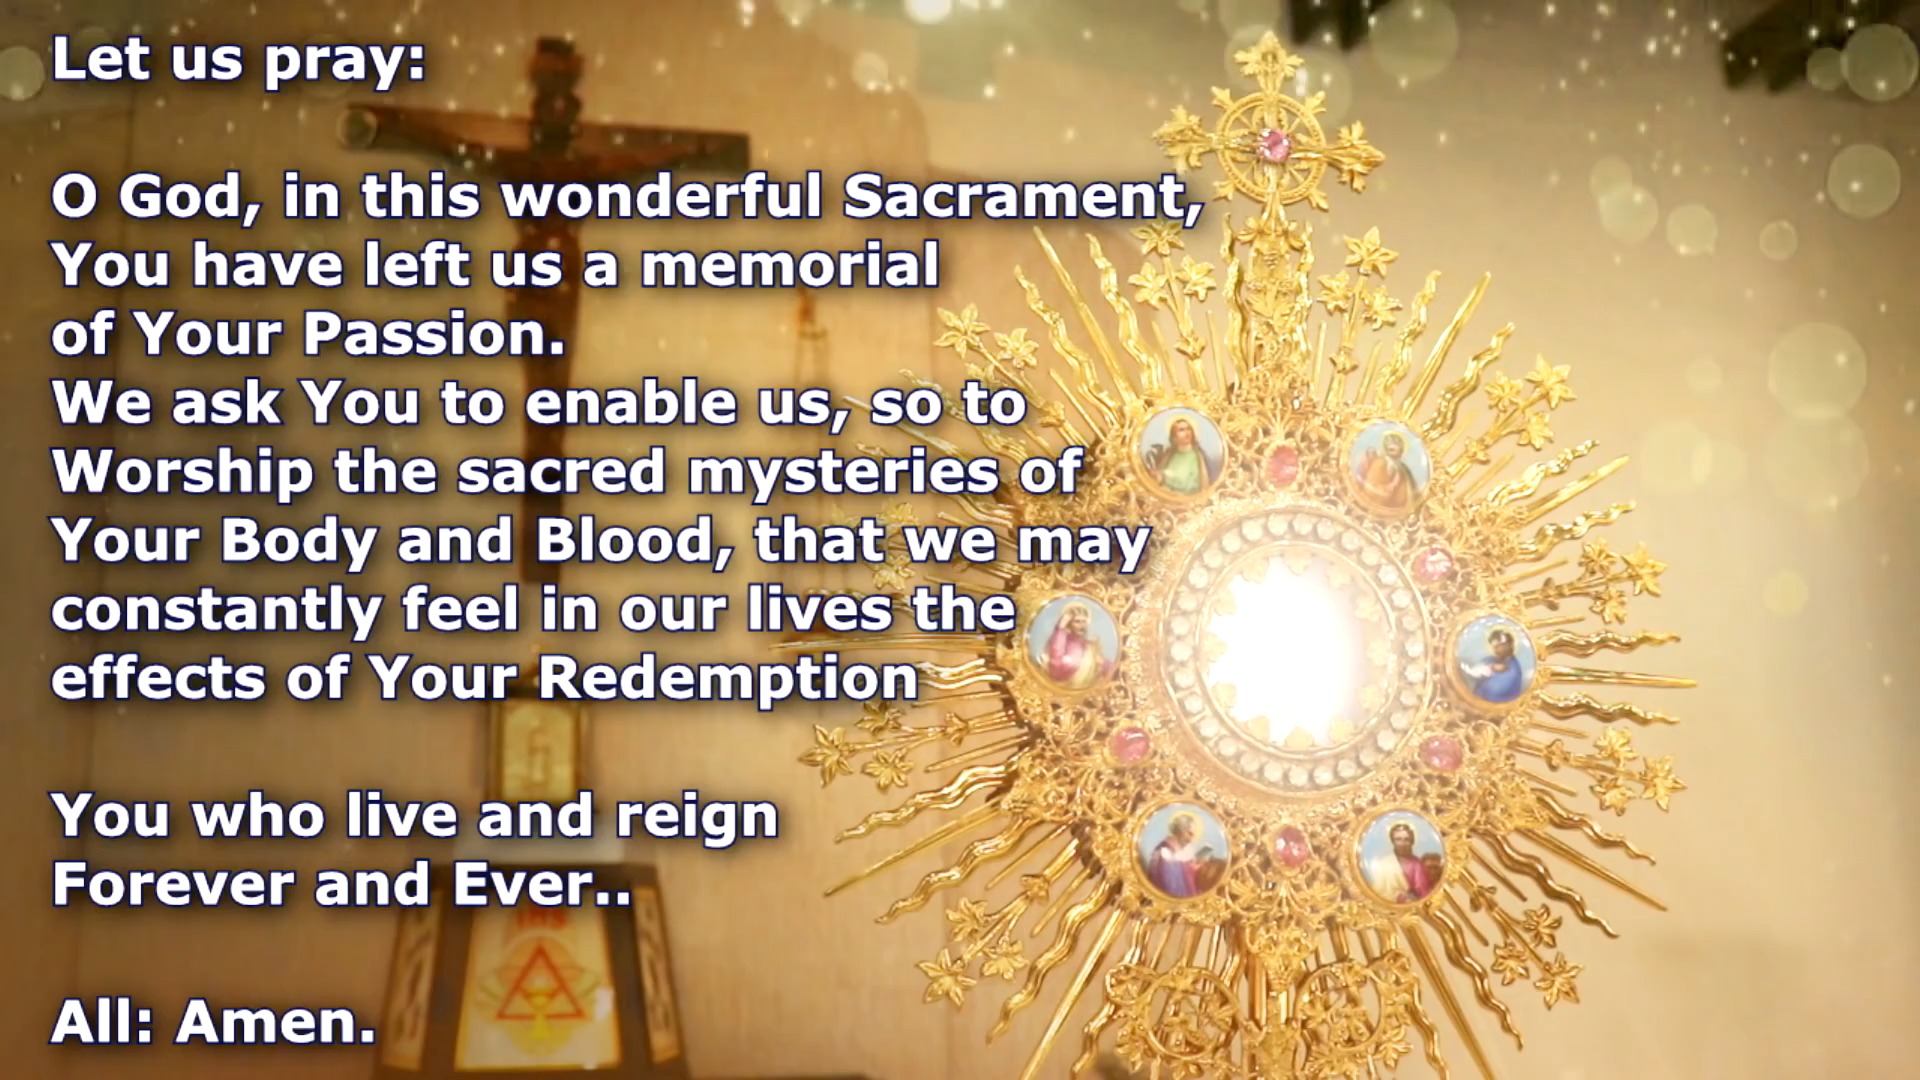 Let us pray:
O God, in this wonderful Sacrament,
You have left us a memorial
of Your Passion.
We ask You to enable us, so to
Worship the sacred mysteries of
Your Body and Blood, that we may
constantly feel in our lives the
effects of Your Redemption
You who live and reign
Forever and Ever..
IHS
All: Amen.